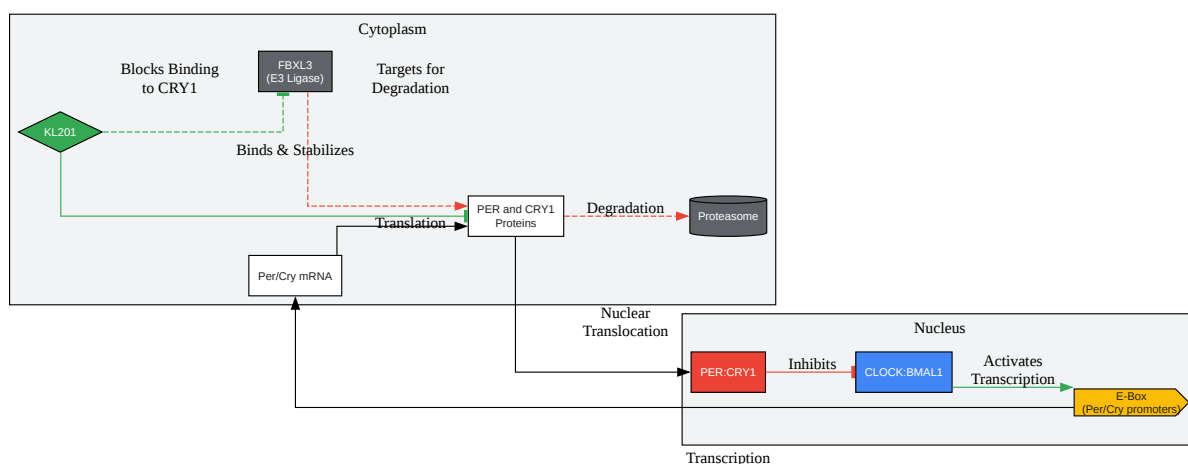 Cytoplasm
FBXL3
(E3 Ligase)
Blocks Binding
to CRY1
Targets for
Degradation
KL201
Binds & Stabilizes
PER and CRY1
Proteins
Degradation
Proteasome
Translation
Per/Cry mRNA
Nuclear
Translocation
Nucleus
PER:CRY1
Inhibits
CLOCK:BMAL1
Activates
Transcription
E-Box
(Per/Cry promoters)
Transcription